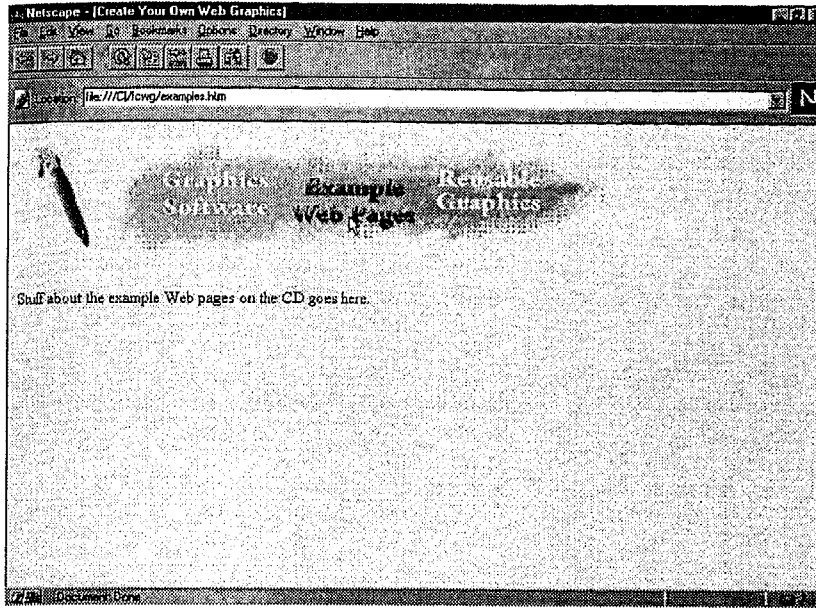 Netscape - [Create Your Own Web Graphics]
File Edit View Go Bookmarks Options Directory Window Help
Location: file:///C|/cwg/examples.htm
N
Graphics Software
Example Web Pages
Reusable Graphics
Stuff about the example Web pages on the CD goes here.
Document: Done